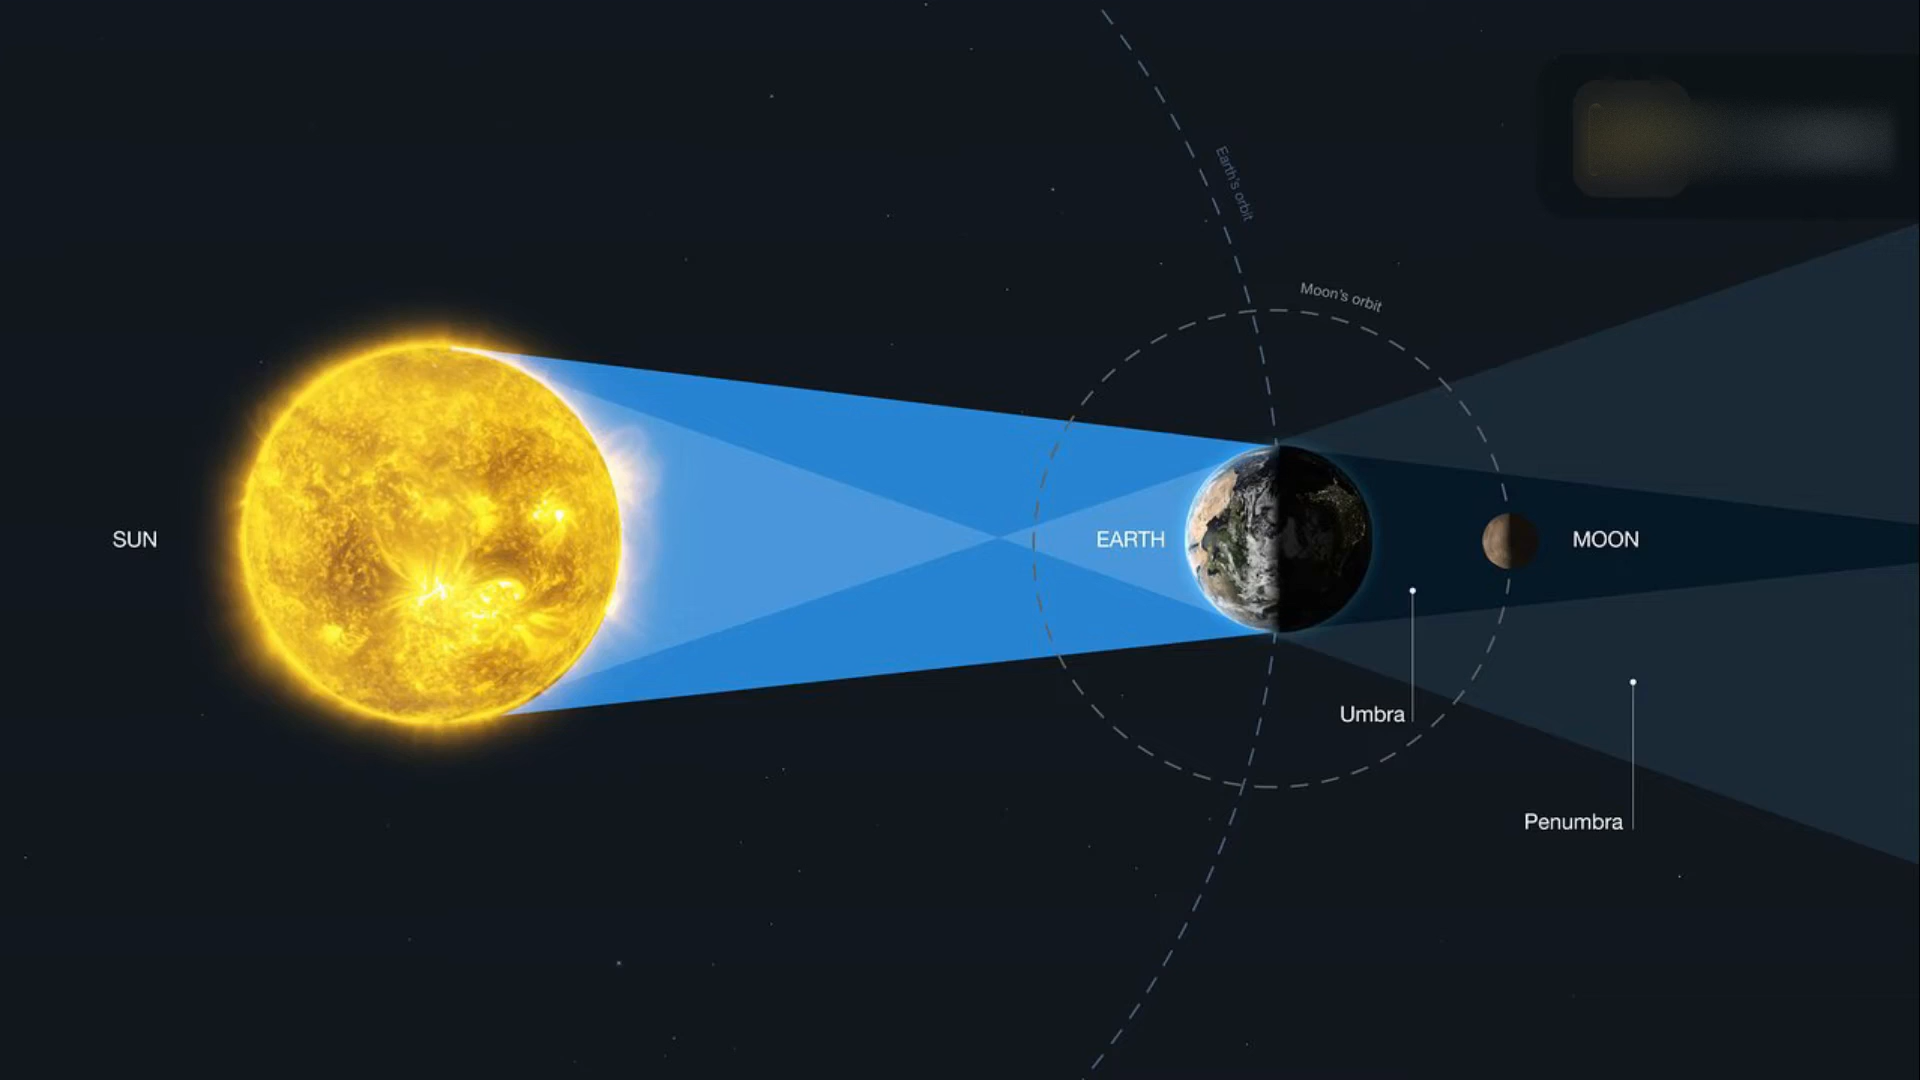 Earth's orbit
Moon's orbit
SUN
EARTH
MOON
Umbra
Penumbra